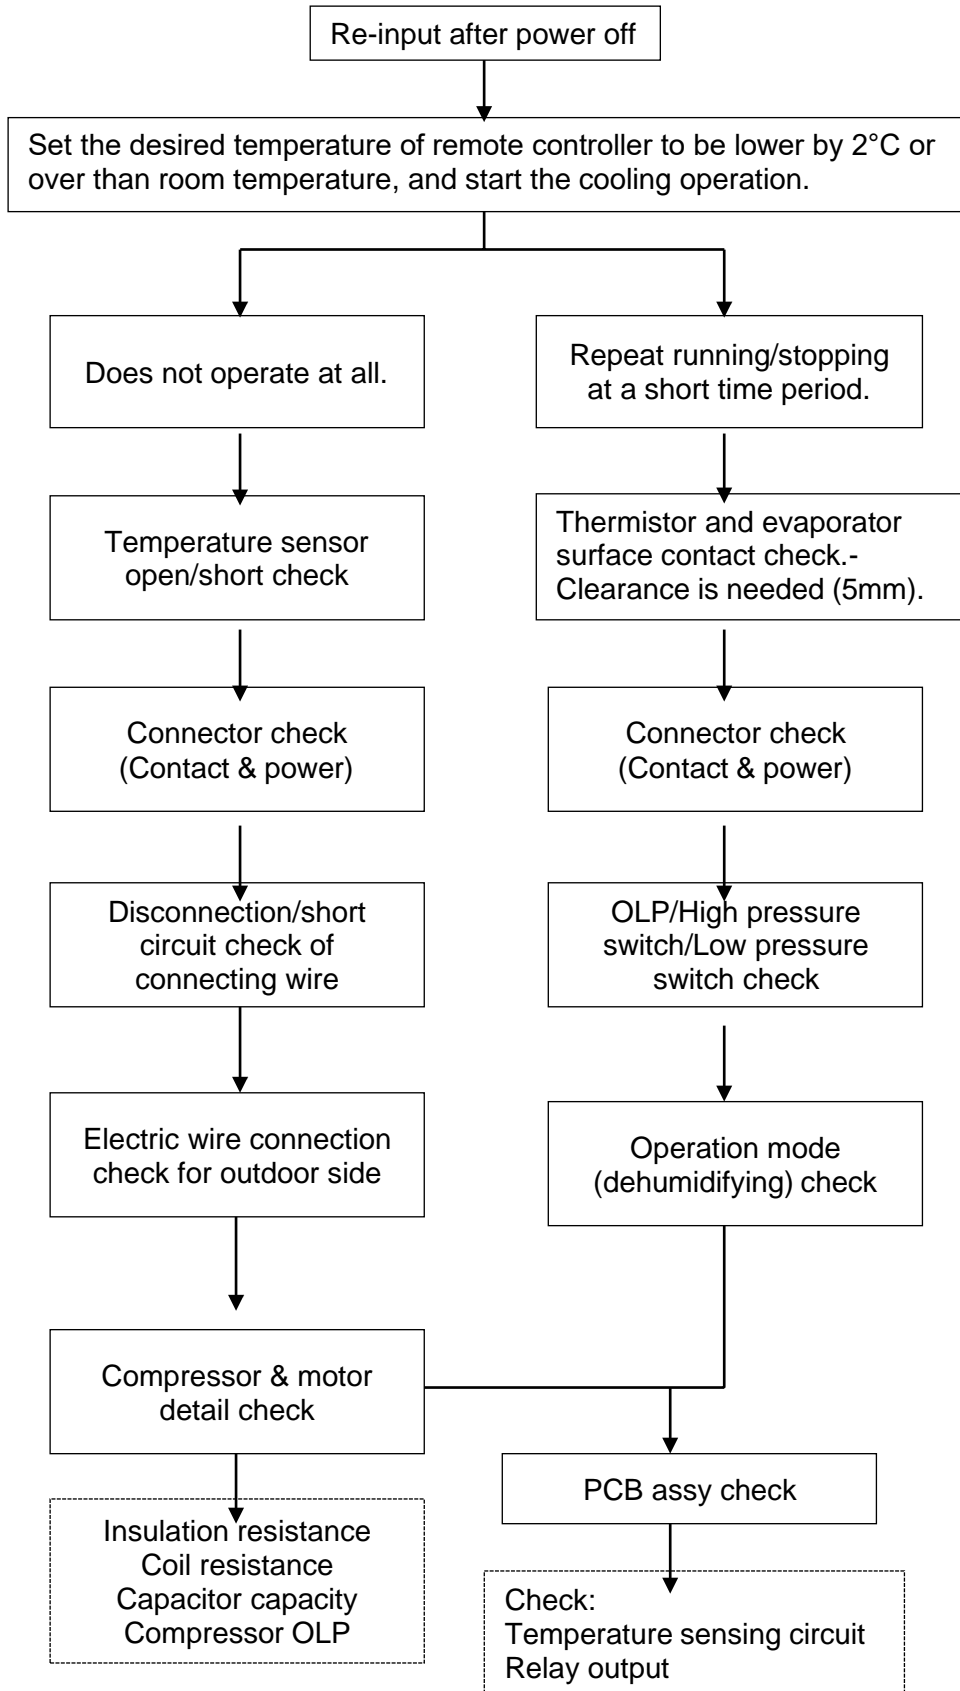 Re-input after power off
Set the desired temperature of remote controller to be lower by 2°C or
over than room temperature, and start the cooling operation.
Does not operate at all.
Repeat running/stopping
at a short time period.
Temperature sensor
open/short check
Thermistor and evaporator
surface contact check.-
Clearance is needed (5mm).
Connector check
(Contact & power)
Connector check
(Contact & power)
Disconnection/short
circuit check of
connecting wire
OLP/High pressure
switch/Low pressure
switch check
Electric wire connection
check for outdoor side
Operation mode
(dehumidifying) check
Compressor & motor
detail check
PCB assy check
Insulation resistance
Coil resistance
Capacitor capacity
Compressor OLP
Check:
Temperature sensing circuit
Relay output